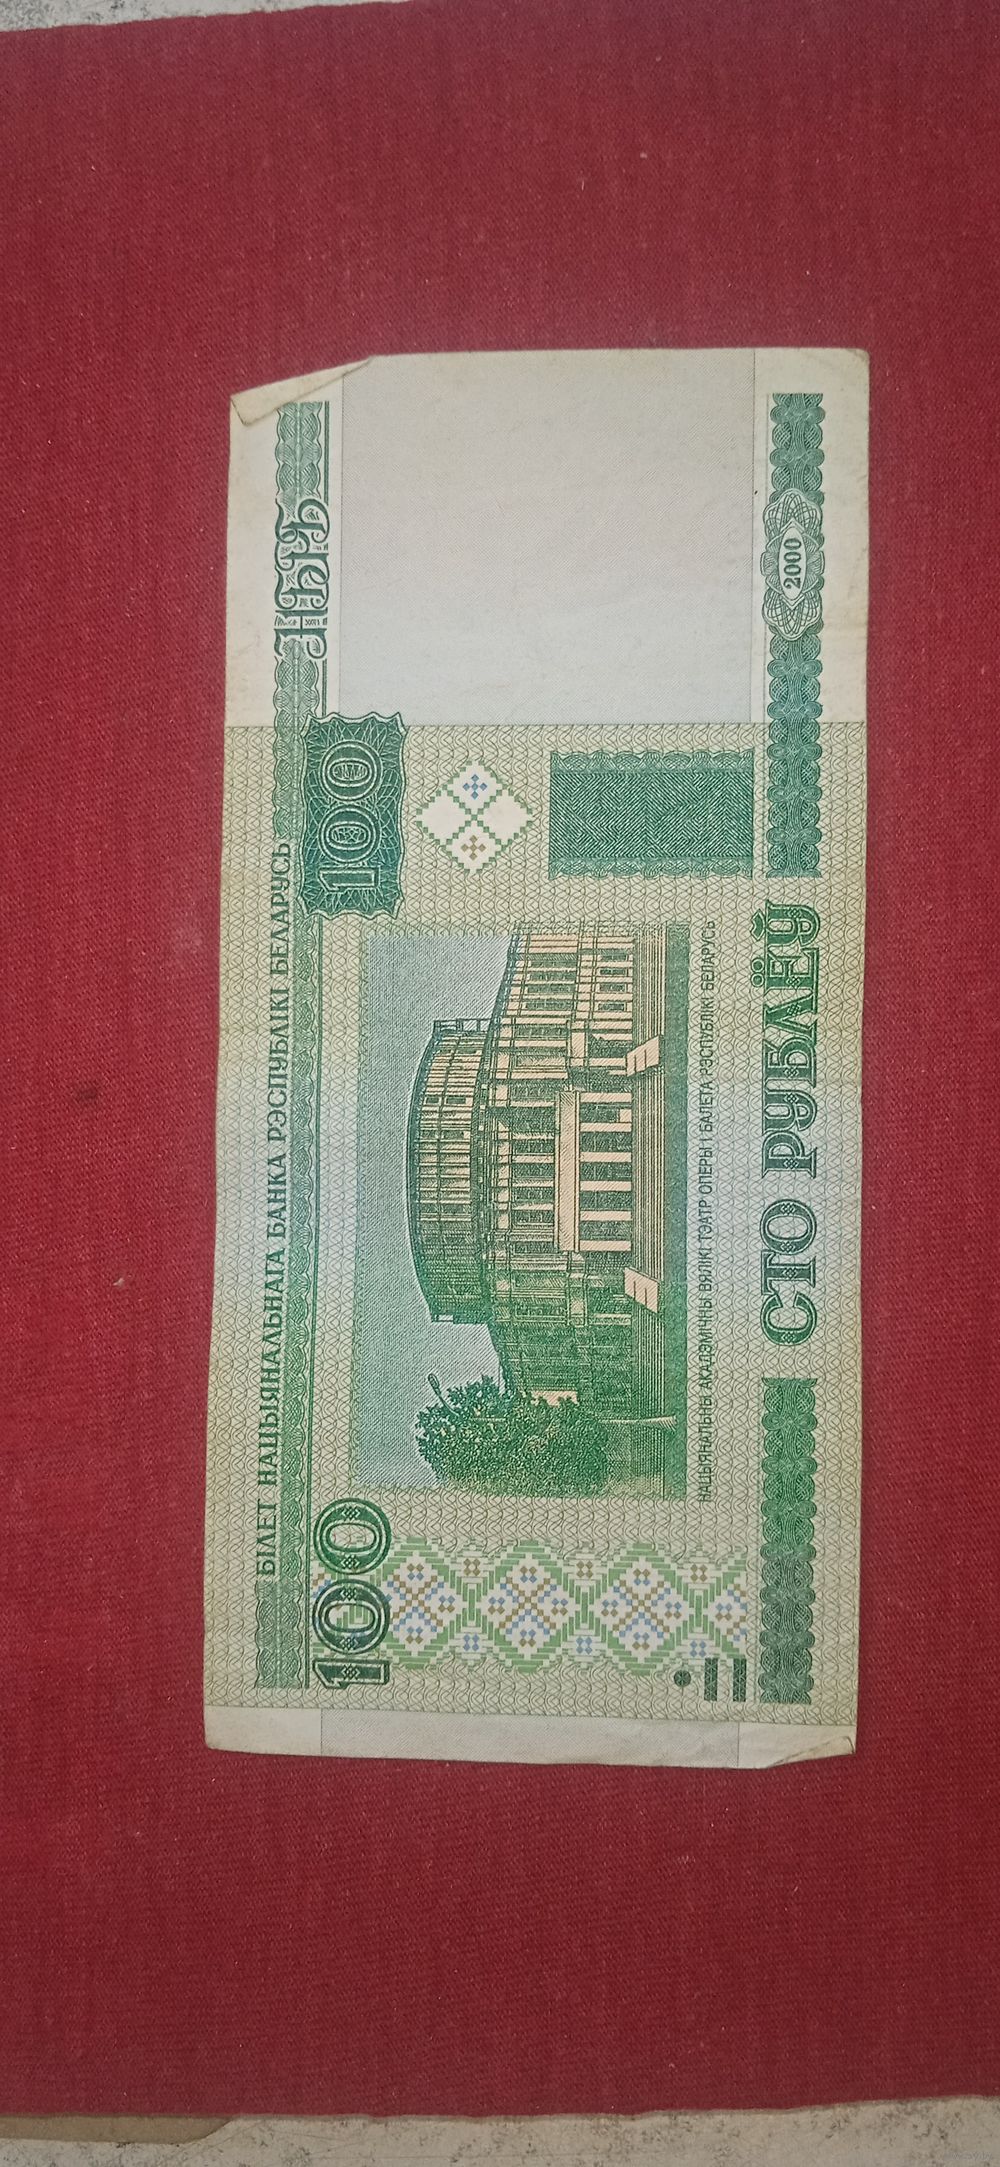 БІЛЕТ НАЦЫЯНАЛЬНАГА БАНКА РЭСПУБЛІКІ БЕЛАРУСЬ
НБРБ
100
100
НАЦЫЯНАЛЬНЫ АКАДЭМІЧНЫ ВЯЛІКІ ТЭАТР ОПЕРЫ І БАЛЕТА РЭСПУБЛІКІ БЕЛАРУСЬ
СТО РУБЛЁЎ
2000